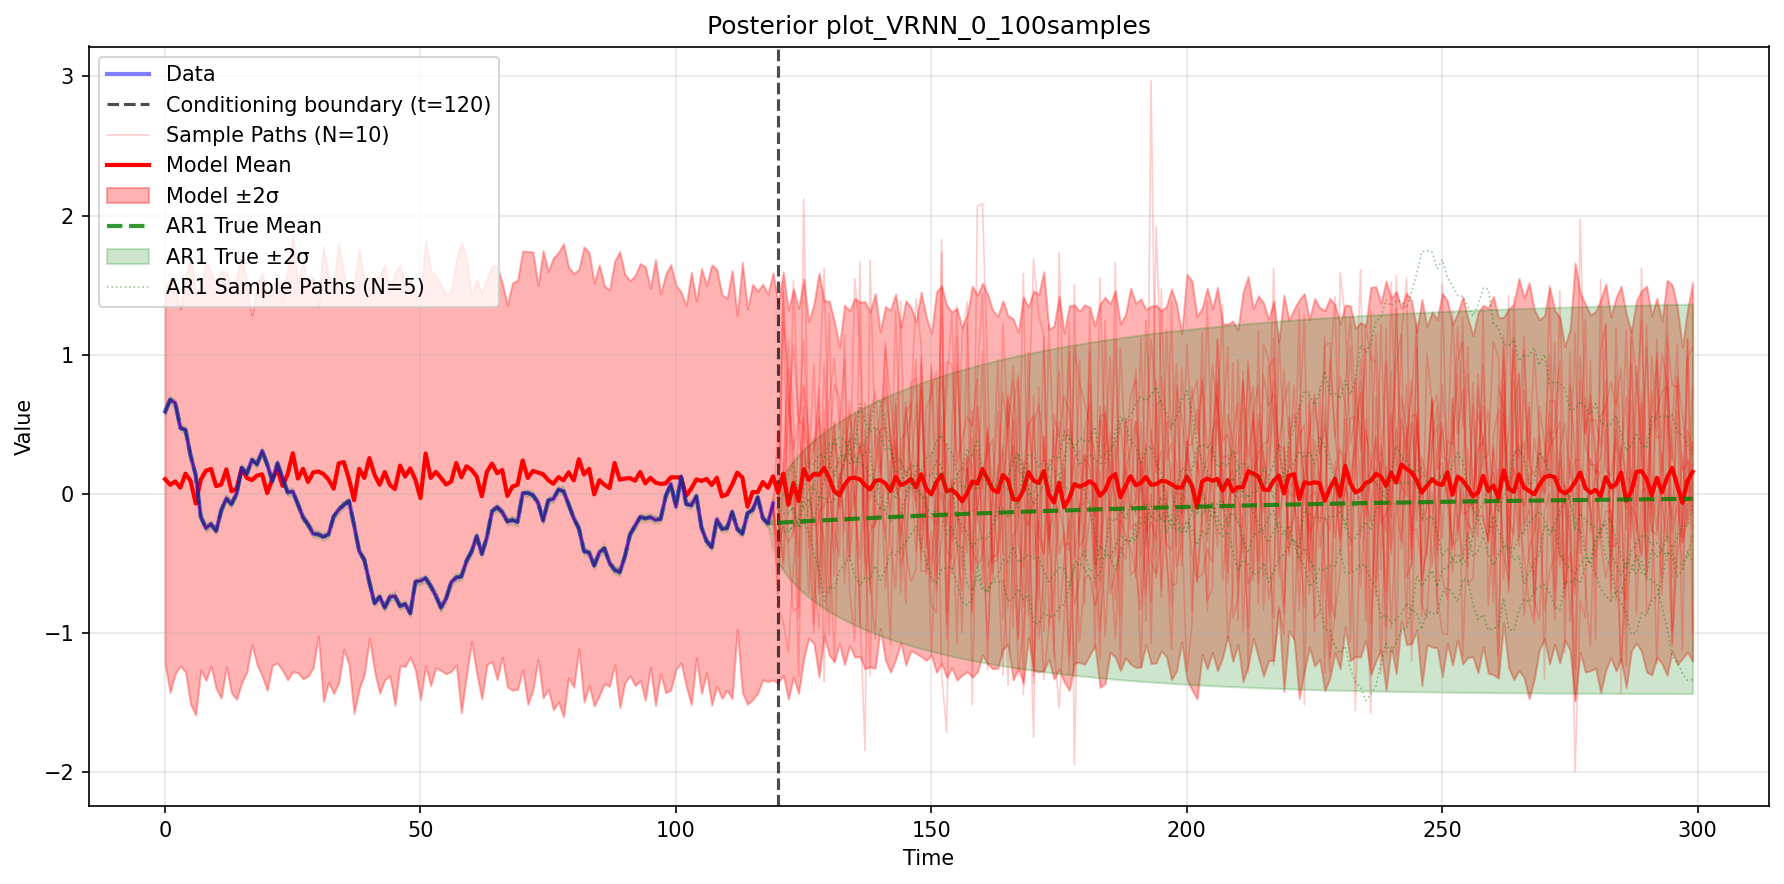 Posterior plot_VRNN_0_100samples
Data
Conditioning boundary (t=120)
Sample Paths (N=10)
Model Mean
Model ±2σ
AR1 True Mean
AR1 True ±2σ
AR1 Sample Paths (N=5)
Value
3
2
1
0
−1
−2
0 50 100 150 200 250 300
Time